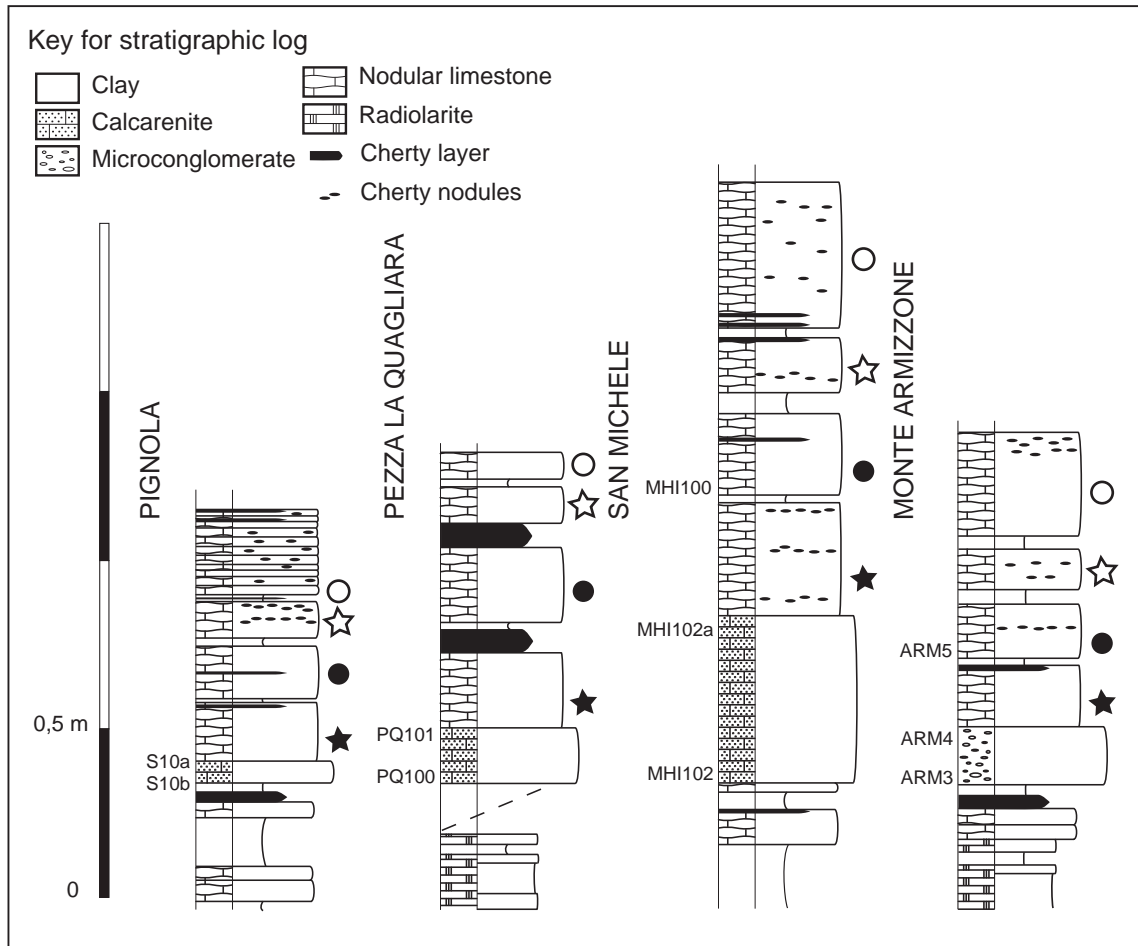 Key for stratigraphic log
Clay
Calcarenite
Microconglomerate
Nodular limestone
Radiolarite
Cherty layer
Cherty nodules
0,5 m
0
PIGNOLA
S10a
S10b
PEZZA LA QUAGLIARA
PQ101
PQ100
SAN MICHELE
MHI100
MHI102a
MHI102
MONTE ARMIZZONE
ARM5
ARM4
ARM3